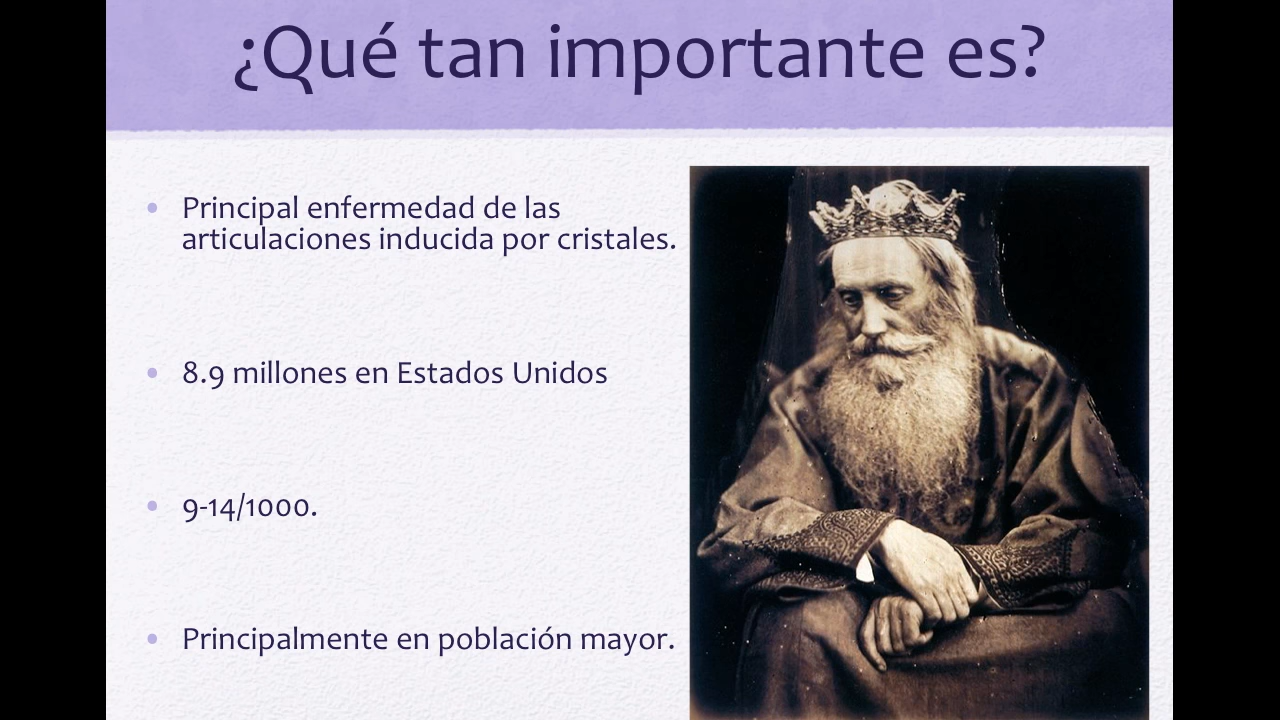 ¿Qué tan importante es?
• Principal enfermedad de las
articulaciones inducida por cristales.
• 8.9 millones en Estados Unidos
• 9-14/1000.
• Principalmente en población mayor.